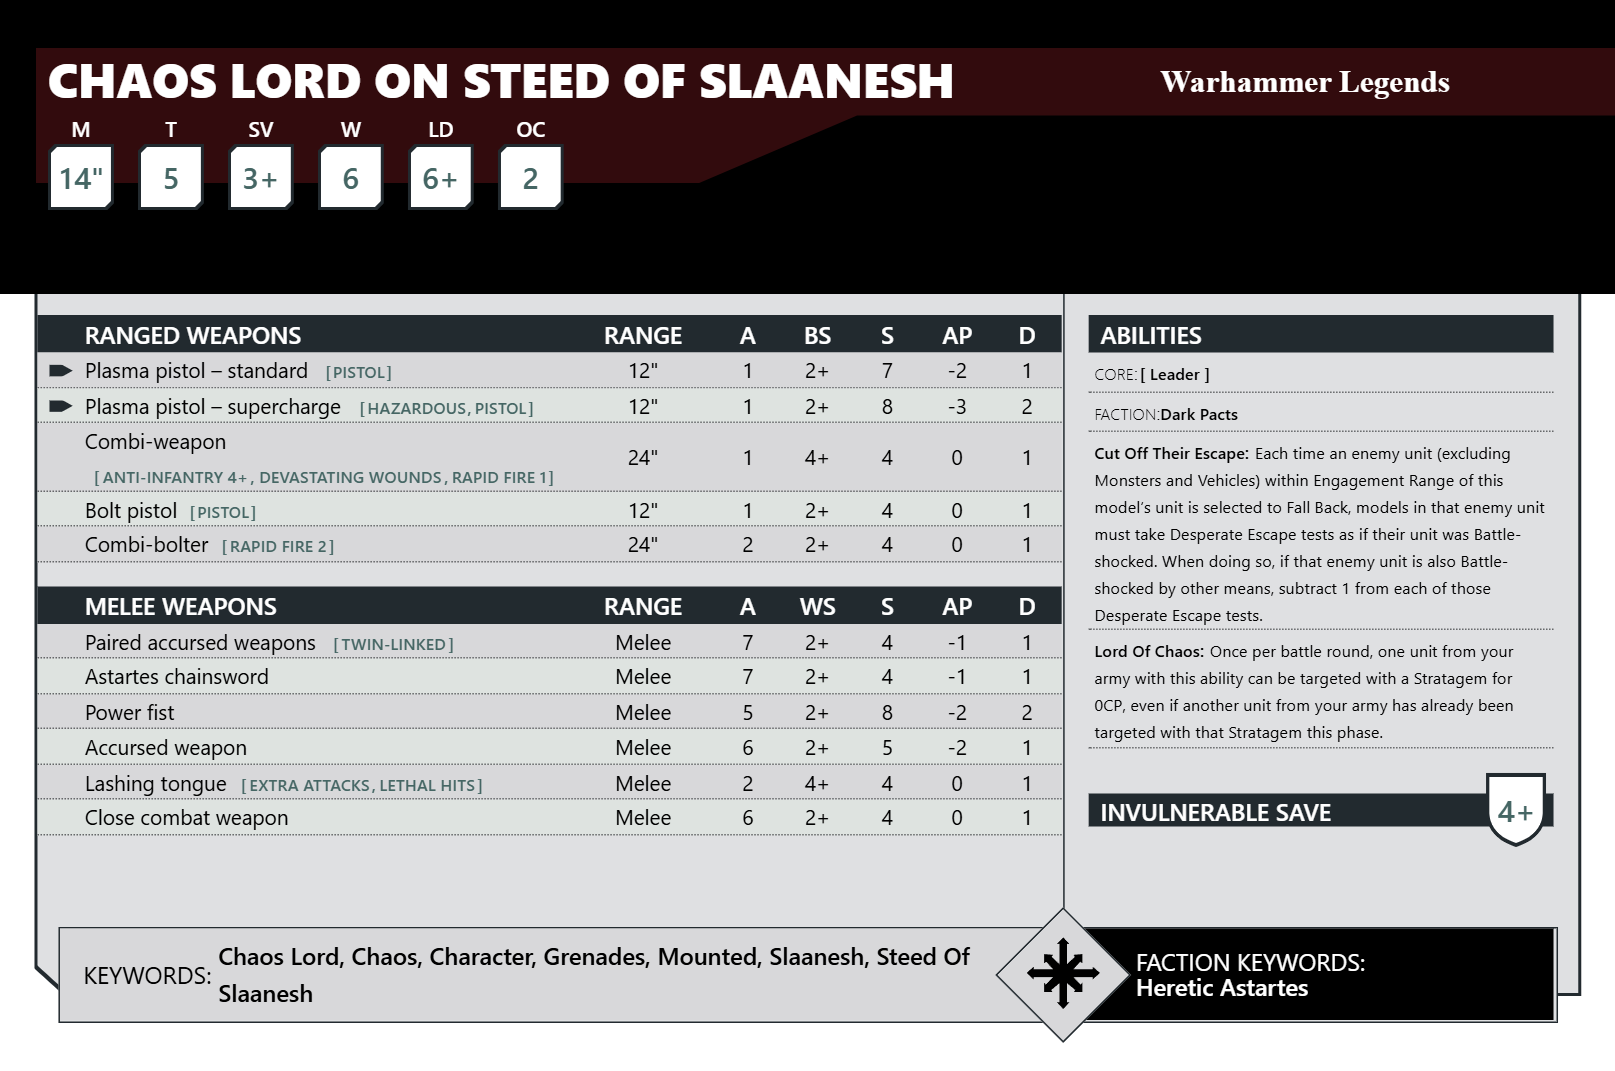 CHAOS LORD ON STEED OF SLAANESH
Warhammer Legends
M T SV W LD OC
14" 5 3+ 6 6+ 2
RANGED WEAPONS RANGE A BS S AP D
Plasma pistol – standard [PISTOL] 12" 1 2+ 7 -2 1
Plasma pistol – supercharge [HAZARDOUS, PISTOL] 12" 1 2+ 8 -3 2
Combi-weapon
[ANTI-INFANTRY 4+, DEVASTATING WOUNDS, RAPID FIRE 1] 24" 1 4+ 4 0 1
Bolt pistol [PISTOL] 12" 1 2+ 4 0 1
Combi-bolter [RAPID FIRE 2] 24" 2 2+ 4 0 1
MELEE WEAPONS RANGE A WS S AP D
Paired accursed weapons [TWIN-LINKED] Melee 7 2+ 4 -1 1
Astartes chainsword Melee 7 2+ 4 -1 1
Power fist Melee 5 2+ 8 -2 2
Accursed weapon Melee 6 2+ 5 -2 1
Lashing tongue [EXTRA ATTACKS, LETHAL HITS] Melee 2 4+ 4 0 1
Close combat weapon Melee 6 2+ 4 0 1
ABILITIES
CORE: [ Leader ]
FACTION: Dark Pacts
Cut Off Their Escape: Each time an enemy unit (excluding
Monsters and Vehicles) within Engagement Range of this
model's unit is selected to Fall Back, models in that enemy unit
must take Desperate Escape tests as if their unit was Battle-
shocked. When doing so, if that enemy unit is also Battle-
shocked by other means, subtract 1 from each of those
Desperate Escape tests.
Lord Of Chaos: Once per battle round, one unit from your
army with this ability can be targeted with a Stratagem for
0CP, even if another unit from your army has already been
targeted with that Stratagem this phase.
INVULNERABLE SAVE 4+
KEYWORDS: Chaos Lord, Chaos, Character, Grenades, Mounted, Slaanesh, Steed Of
Slaanesh
FACTION KEYWORDS:
Heretic Astartes